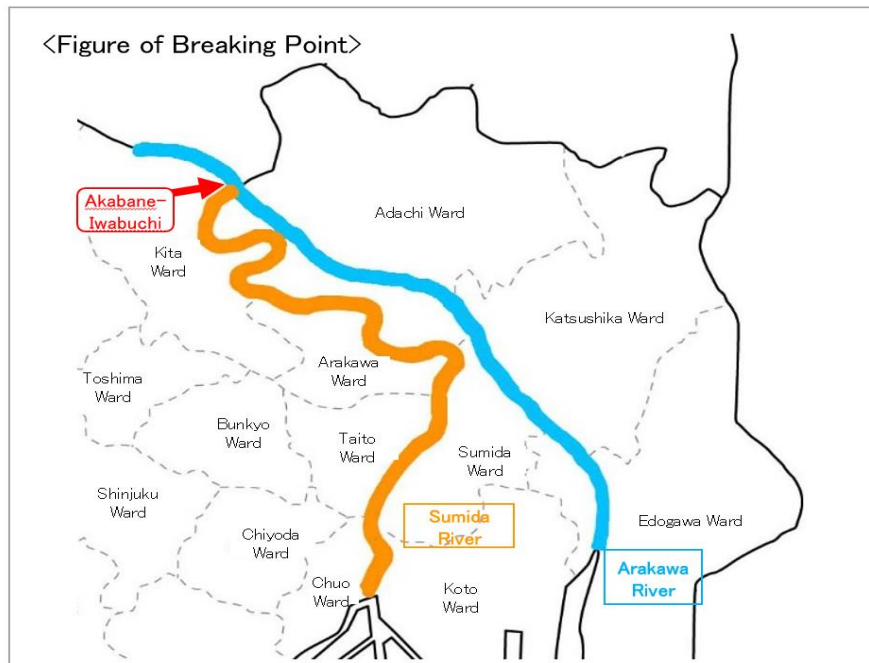 <Figure of Breaking Point>
Akabane-
Iwabuchi
Adachi Ward
Kita
Ward
Katsushika Ward
Arakawa
Ward
Toshima
Ward
Bunkyo
Ward
Taito
Ward
Sumida
Ward
Shinjuku
Ward
Chiyoda
Ward
Sumida
River
Edogawa Ward
Arakawa
River
Chuo
Ward
Koto
Ward